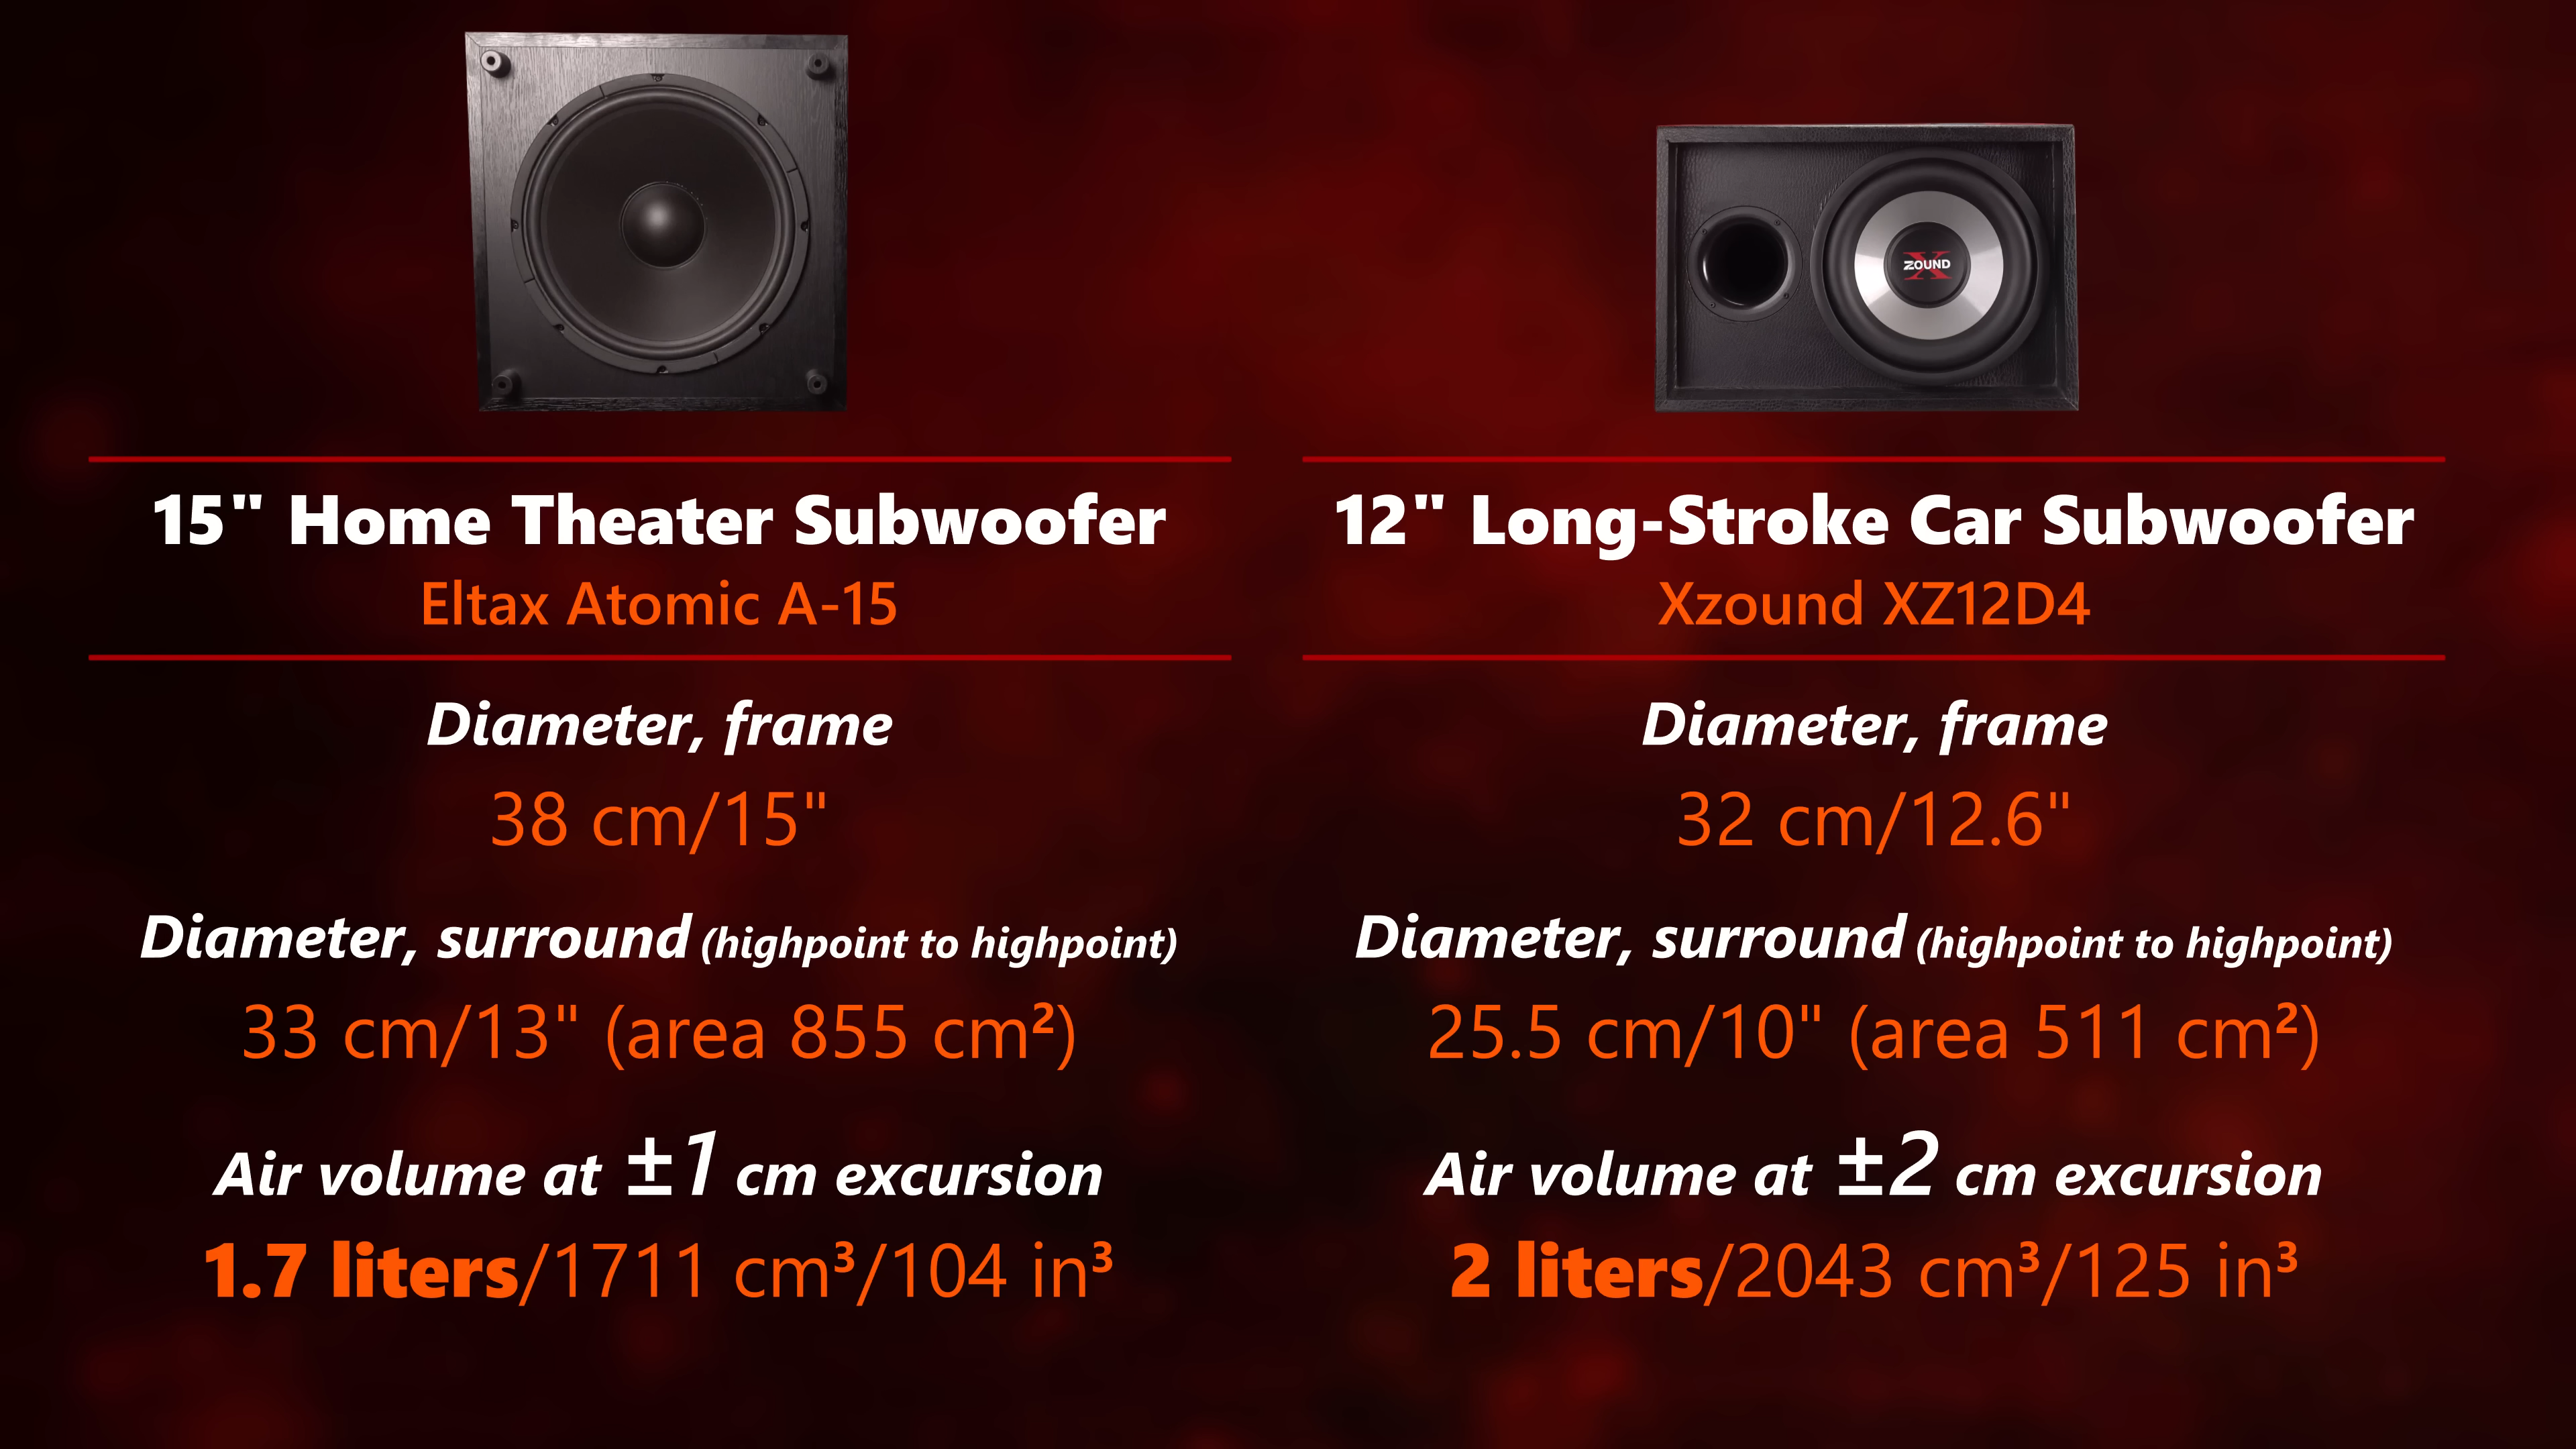 ZOUND
15" Home Theater Subwoofer
Eltax Atomic A-15
Diameter, frame
38 cm/15"
Diameter, surround (highpoint to highpoint)
33 cm/13" (area 855 cm²)
Air volume at ±1 cm excursion
1.7 liters/1711 cm³/104 in³
12" Long-Stroke Car Subwoofer
Xzound XZ12D4
Diameter, frame
32 cm/12.6"
Diameter, surround (highpoint to highpoint)
25.5 cm/10" (area 511 cm²)
Air volume at ±2 cm excursion
2 liters/2043 cm³/125 in³